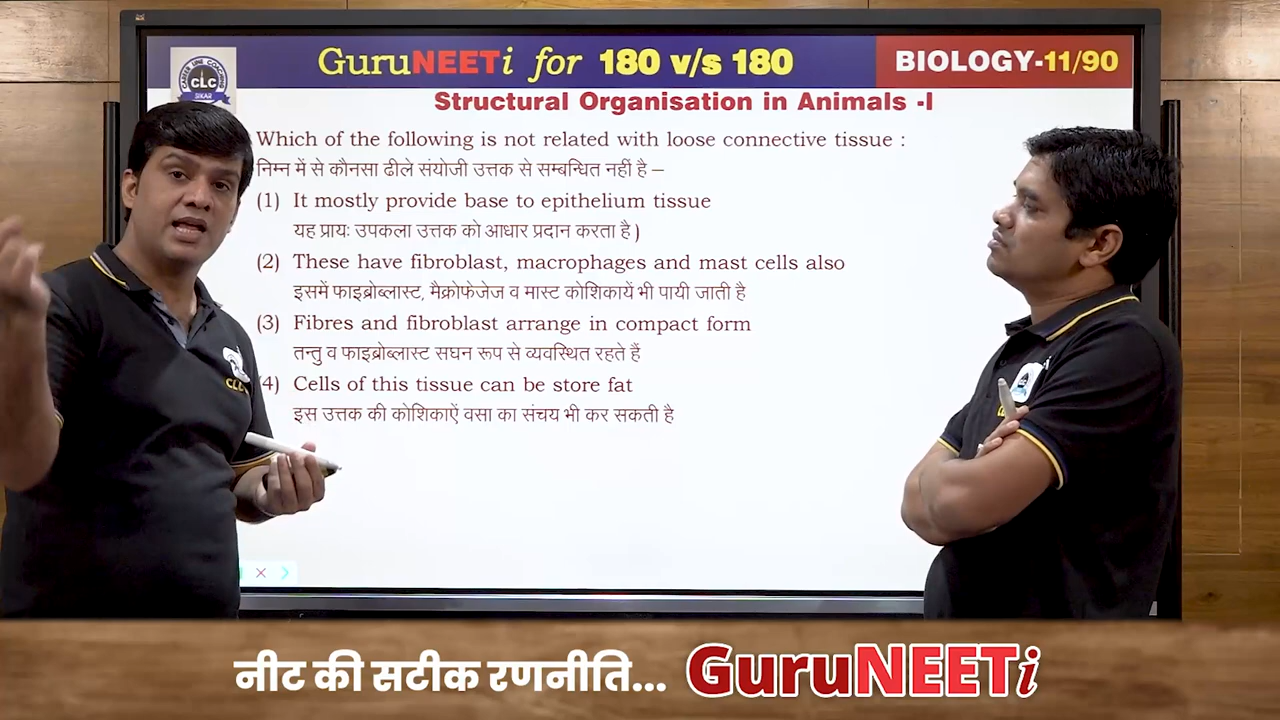 GuruNEETi for 180 v/s 180
BIOLOGY-11/90
CLC
SIKAR
Structural Organisation in Animals -I
Which of the following is not related with loose connective tissue :
निम्न में से कौनसा ढीले संयोजी उत्तक से सम्बन्धित नहीं है –
(1) It mostly provide base to epithelium tissue
यह प्रायः उपकला उत्तक को आधार प्रदान करता है )
(2) These have fibroblast, macrophages and mast cells also
इसमें फाइब्रोब्लास्ट, मैक्रोफेजेज व मास्ट कोशिकायें भी पायी जाती है
(3) Fibres and fibroblast arrange in compact form
तन्तु व फाइब्रोब्लास्ट सघन रूप से व्यवस्थित रहते हैं
(4) Cells of this tissue can be store fat
इस उत्तक की कोशिकाऐं वसा का संचय भी कर सकती है
नीट की सटीक रणनीति... GuruNEETi